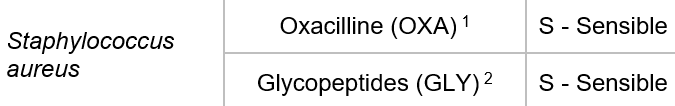 Staphylococcus
aureus
Oxacilline (OXA) 1
S - Sensible
Glycopeptides (GLY) 2
S - Sensible